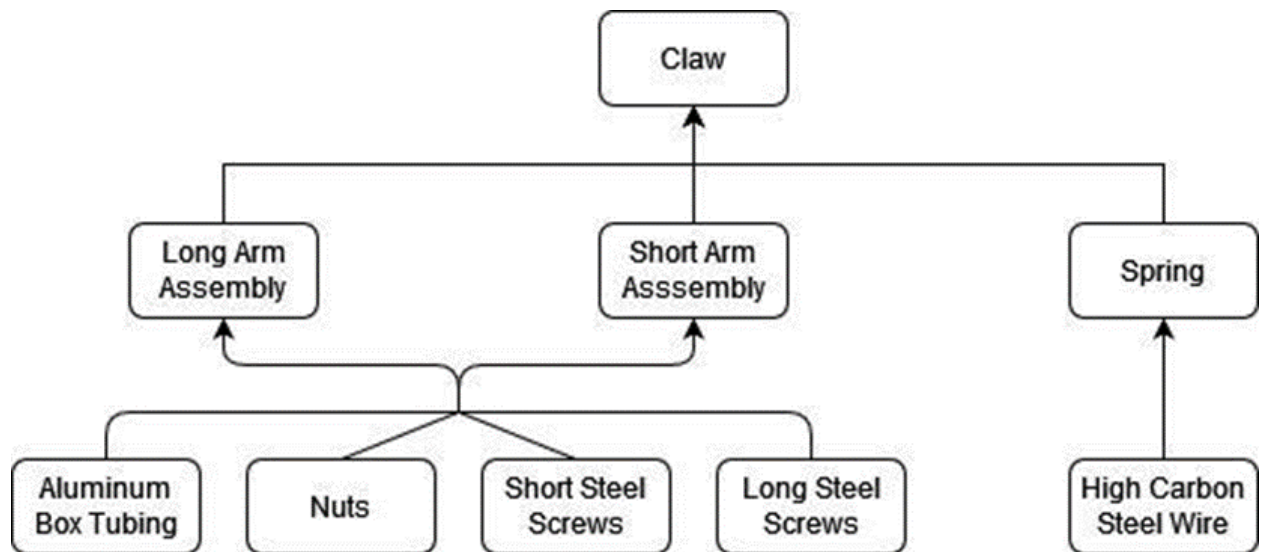 Claw
Long Arm
Assembly
Short Arm
Asssembly
Spring
Aluminum
Box Tubing
Nuts
Short Steel
Screws
Long Steel
Screws
High Carbon
Steel Wire